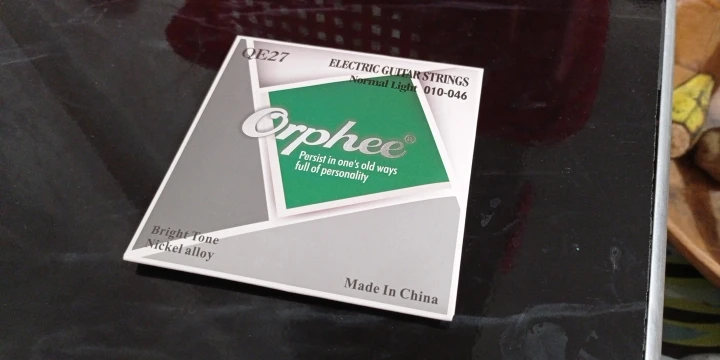 QE27
ELECTRIC GUITAR STRINGS
Normal Light 010-046
Orphee®
Persist in one's old ways
full of personality
Bright Tone
Nickel alloy
Made In China